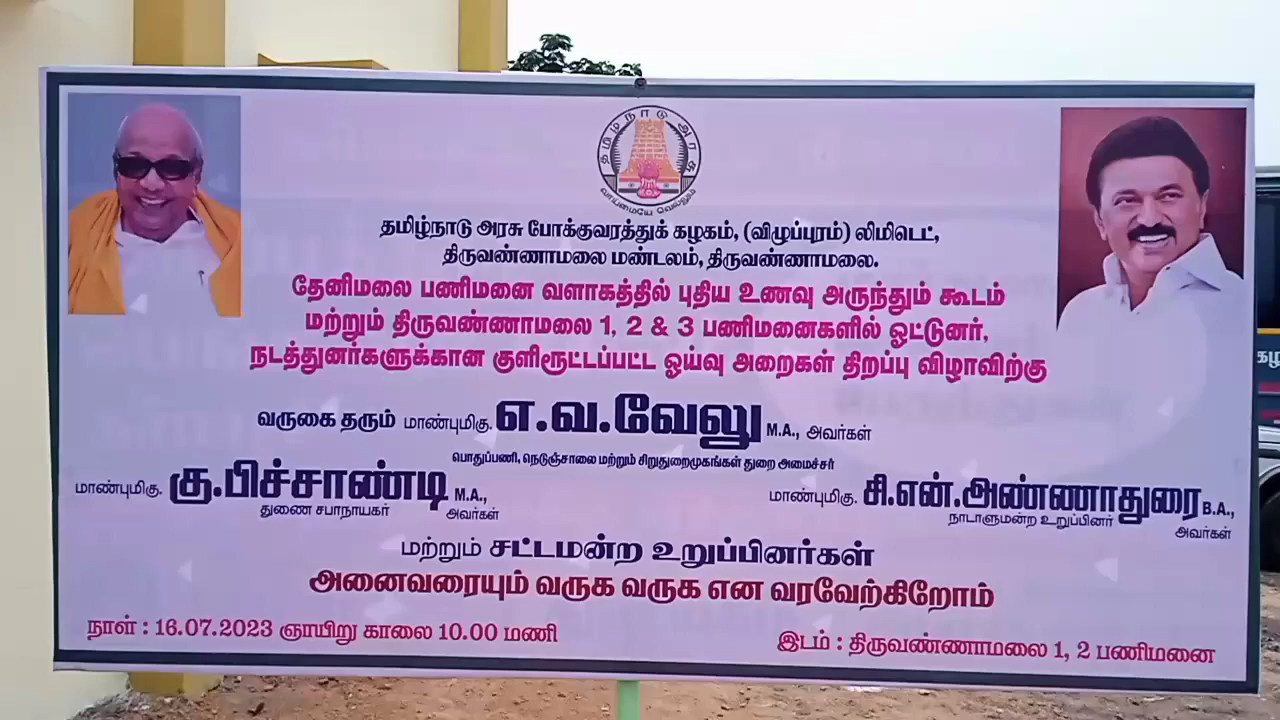 தமிழ்நாடு அரசு
வாய்மையே வெல்லும்
தமிழ்நாடு அரசு போக்குவரத்துக் கழகம், (விழுப்புரம்) லிமிடெட்,
திருவண்ணாமலை மண்டலம், திருவண்ணாமலை.
தேனிமலை பணிமனை வளாகத்தில் புதிய உணவு அருந்தும் கூடம்
மற்றும் திருவண்ணாமலை 1, 2 & 3 பணிமனைகளில் ஓட்டுனர்,
நடத்துனர்களுக்கான குளிரூட்டப்பட்ட ஓய்வு அறைகள் திறப்பு விழாவிற்கு
வருகை தரும் மாண்புமிகு. எ.வ.வேலு M.A., அவர்கள்
பொதுப்பணி, நெடுஞ்சாலை மற்றும் சிறுதுறைமுகங்கள் துறை அமைச்சர்
மாண்புமிகு. கு.பிச்சாண்டி M.A.,
துணை சபாநாயகர் அவர்கள்
மாண்புமிகு. சி.என்.அண்ணாதுரை B.A.,
நாடாளுமன்ற உறுப்பினர் அவர்கள்
மற்றும் சட்டமன்ற உறுப்பினர்கள்
அனைவரையும் வருக வருக என வரவேற்கிறோம்
நாள் : 16.07.2023 ஞாயிறு காலை 10.00 மணி
இடம் : திருவண்ணாமலை 1, 2 பணிமனை